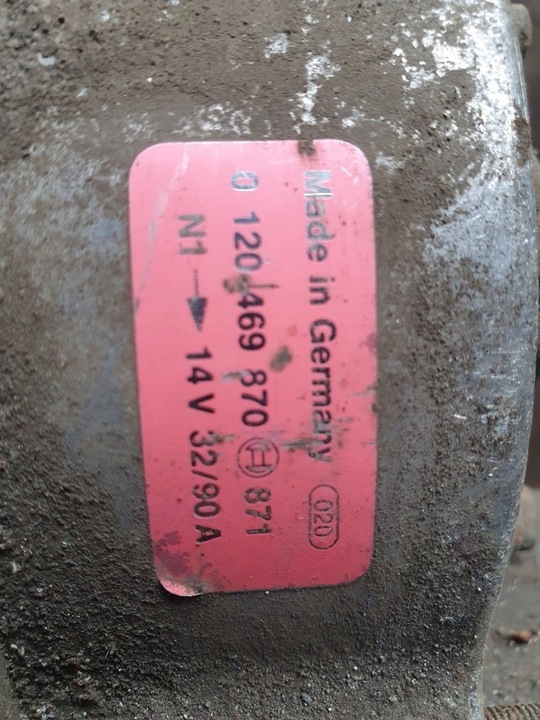 Made in Germany 020
0 120 469 870 871
N1 → 14 V 32/90 A